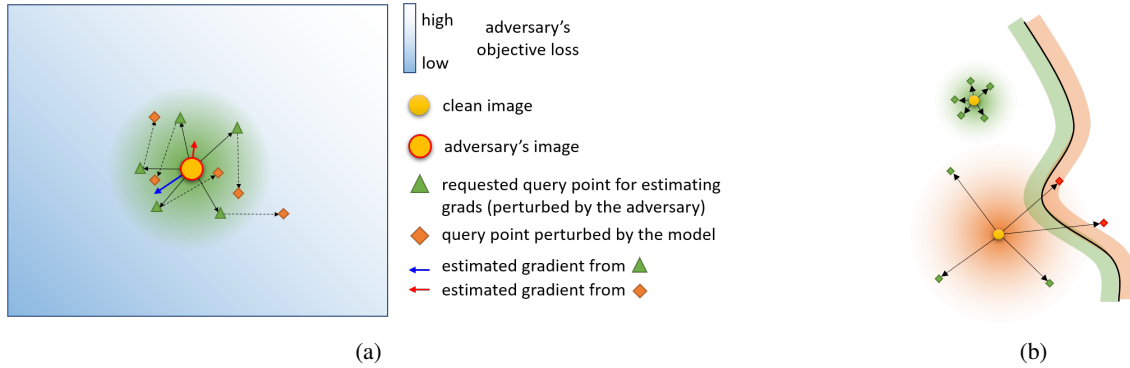 high
low
adversary's
objective loss
clean image
adversary's image
requested query point for estimating
grads (perturbed by the adversary)
query point perturbed by the model
estimated gradient from
estimated gradient from
(a)
(b)